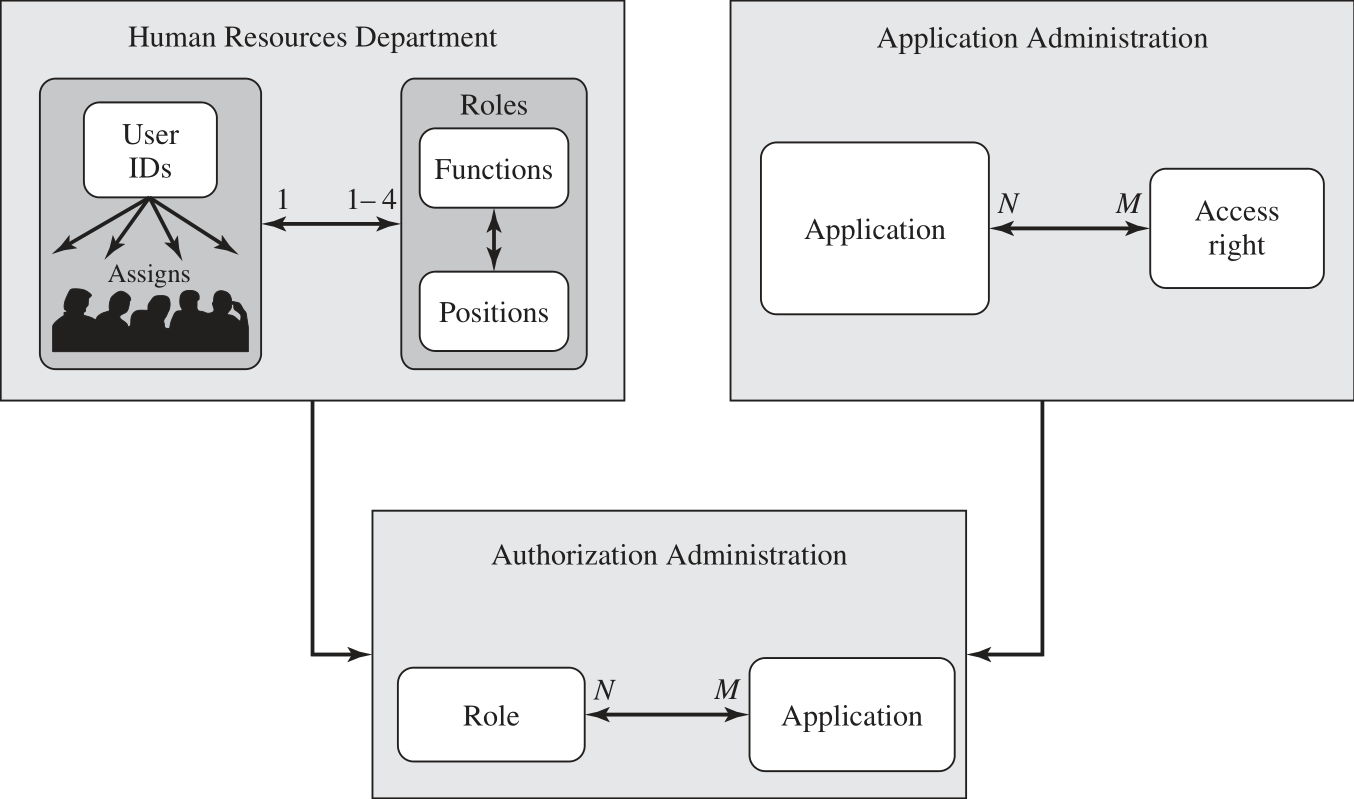 Human Resources Department
User
IDs
Assigns
1
1–4
Roles
Functions
Positions
Application Administration
Application
N
M
Access
right
Authorization Administration
Role
N
M
Application